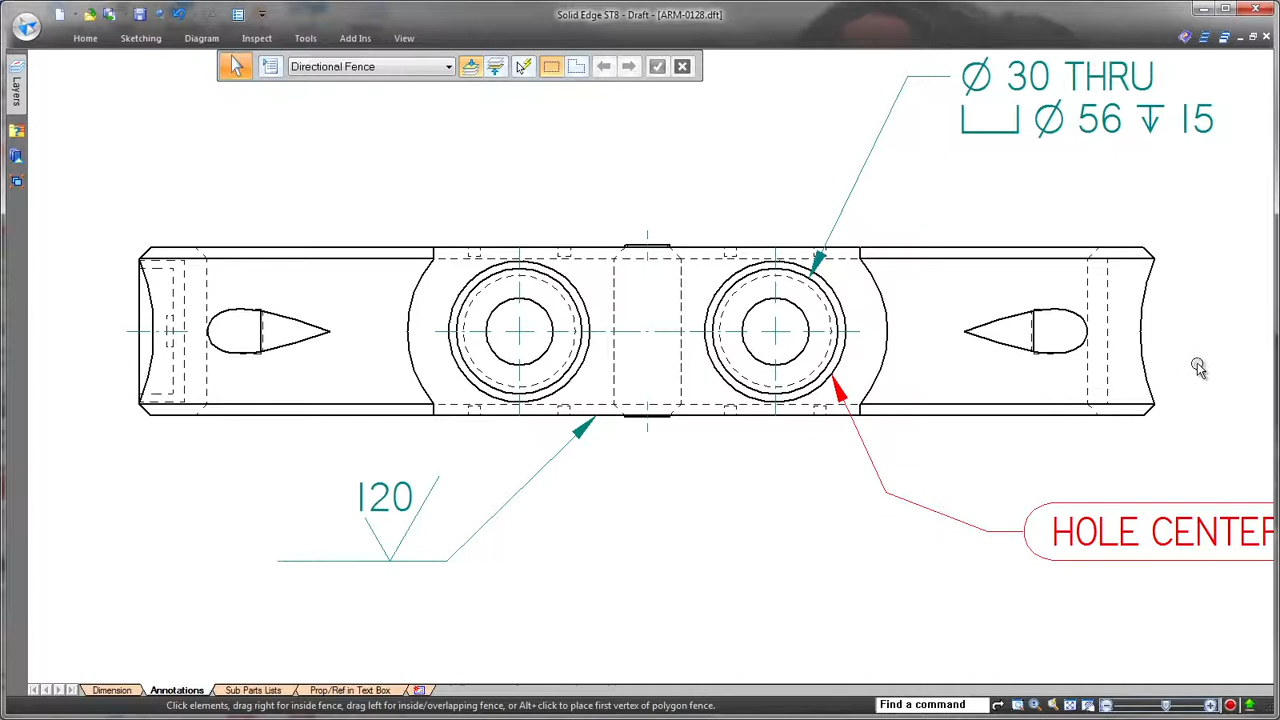 Solid Edge ST8 - Draft - [ARM-0128.dft]
Home Sketching Diagram Inspect Tools Add Ins View
Directional Fence
Layers
Ø 30 THRU
⌴ Ø 56 ↧ 15
120
HOLE CENTER
Dimension Annotations Sub Parts Lists Prop/Ref in Text Box
Click elements, drag right for inside fence, drag left for inside/overlapping fence, or Alt+click to place first vertex of polygon fence.
Find a command